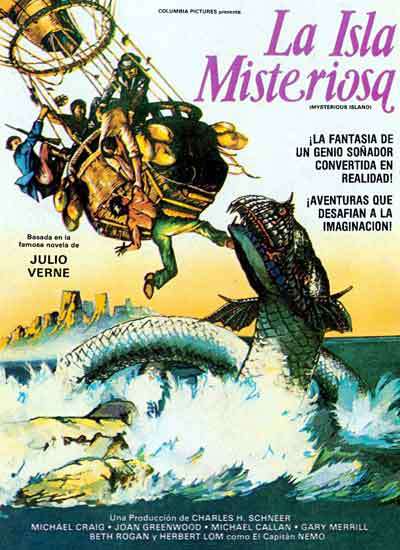 COLUMBIA PICTURES presenta
La Isla
Misteriosa
(MYSTERIOUS ISLAND)
¡LA FANTASIA DE
UN GENIO SOÑADOR
CONVERTIDA EN
REALIDAD!
¡AVENTURAS QUE
DESAFIAN A LA
IMAGINACION!
Basada en la
famosa novela de
JULIO
VERNE
Una Producción de CHARLES H. SCHNEER
MICHAEL CRAIG • JOAN GREENWOOD • MICHAEL CALLAN • GARY MERRILL
BETH ROGAN y HERBERT LOM como El Capitán NEMO